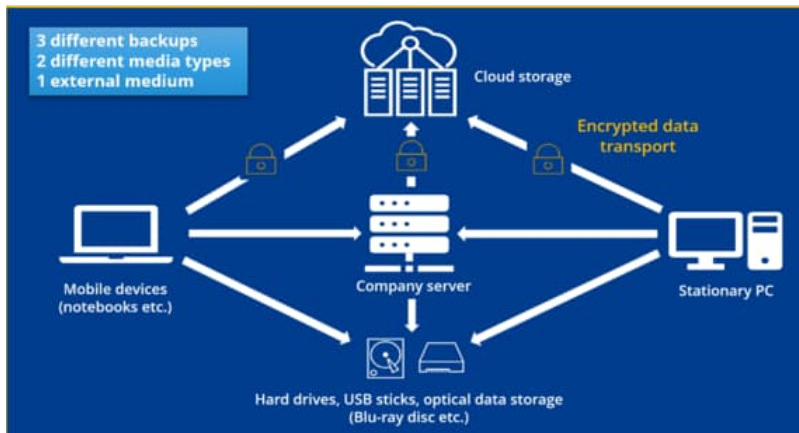 3 different backups
2 different media types
1 external medium
Cloud storage
Encrypted data
transport
Mobile devices
(notebooks etc.)
Company server
Stationary PC
Hard drives, USB sticks, optical data storage
(Blu-ray disc etc.)